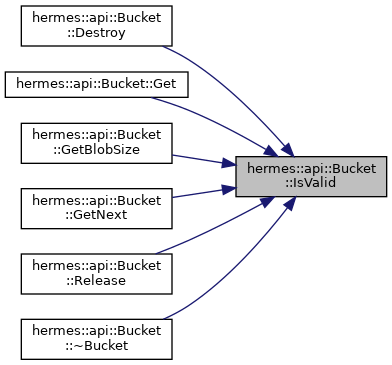 hermes::api::Bucket
::Destroy
hermes::api::Bucket::Get
hermes::api::Bucket
::GetBlobSize
hermes::api::Bucket
::IsValid
hermes::api::Bucket
::GetNext
hermes::api::Bucket
::Release
hermes::api::Bucket
::~Bucket